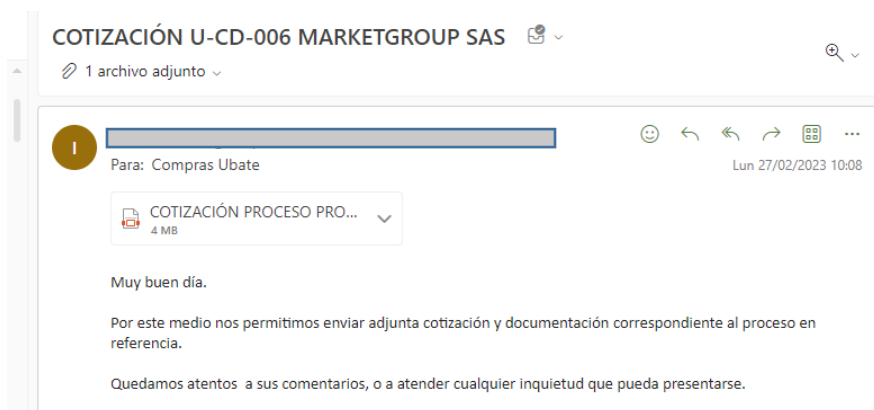 COTIZACIÓN U-CD-006 MARKETGROUP SAS
1 archivo adjunto
I
Para: Compras Ubate
Lun 27/02/2023 10:08
COTIZACIÓN PROCESO PRO...
4 MB
Muy buen día.
Por este medio nos permitimos enviar adjunta cotización y documentación correspondiente al proceso en
referencia.
Quedamos atentos a sus comentarios, o a atender cualquier inquietud que pueda presentarse.